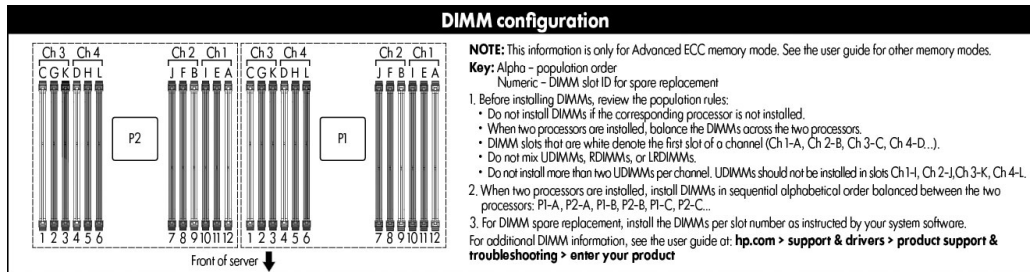 DIMM configuration
Ch 3 Ch 4 Ch 2 Ch 1 Ch 3 Ch 4 Ch 2 Ch 1
C G K D H L J F B I E A C G K D H L J F B I E A
P2 P1
1 2 3 4 5 6 7 8 9 10 11 12 1 2 3 4 5 6 7 8 9 10 11 12
Front of server
NOTE: This information is only for Advanced ECC memory mode. See the user guide for other memory modes.
Key: Alpha – population order
Numeric – DIMM slot ID for spare replacement
1. Before installing DIMMs, review the population rules:
• Do not install DIMMs if the corresponding processor is not installed.
• When two processors are installed, balance the DIMMs across the two processors.
• DIMM slots that are white denote the first slot of a channel (Ch 1-A, Ch 2-B, Ch 3-C, Ch 4-D...).
• Do not mix UDIMMs, RDIMMs, or LRDIMMs.
• Do not install more than two UDIMMs per channel. UDIMMs should not be installed in slots Ch 1-I, Ch 2-J, Ch 3-K, Ch 4-L.
2. When two processors are installed, install DIMMs in sequential alphabetical order balanced between the two
processors: P1-A, P2-A, P1-B, P2-B, P1-C, P2-C...
3. For DIMM spare replacement, install the DIMMs per slot number as instructed by your system software.
For additional DIMM information, see the user guide at: hp.com > support & drivers > product support &
troubleshooting > enter your product